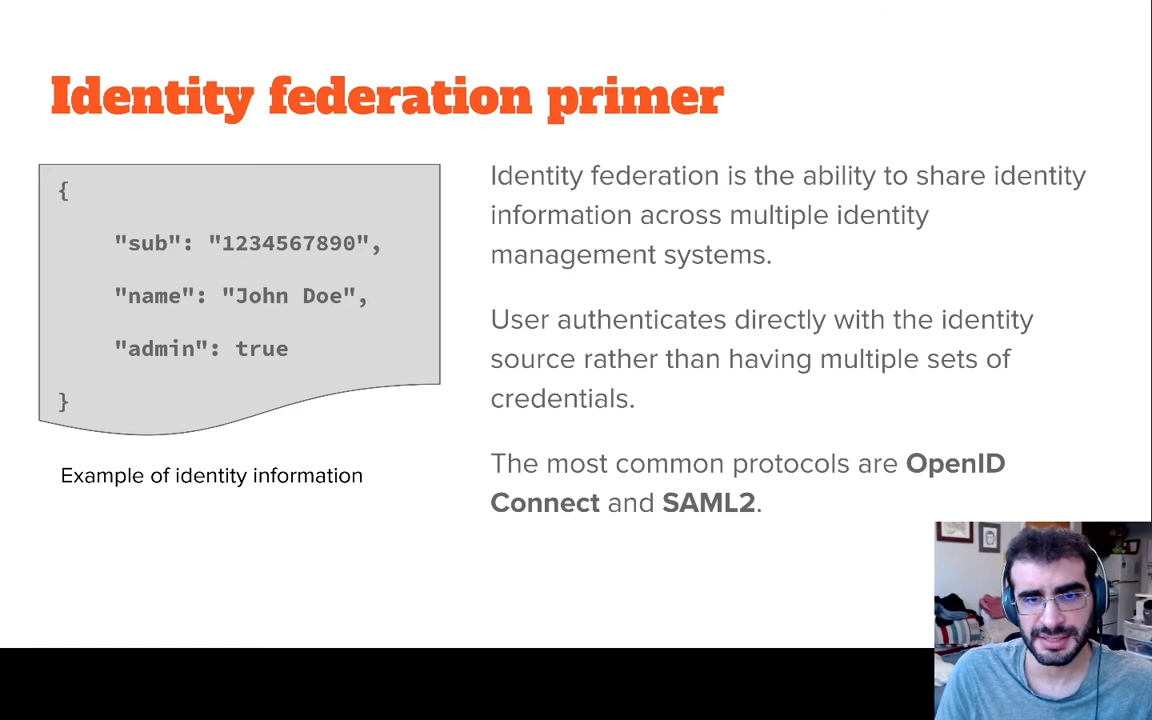 Identity federation primer
{
"sub": "1234567890",
"name": "John Doe",
"admin": true
}
Example of identity information
Identity federation is the ability to share identity
information across multiple identity
management systems.
User authenticates directly with the identity
source rather than having multiple sets of
credentials.
The most common protocols are OpenID
Connect and SAML2.